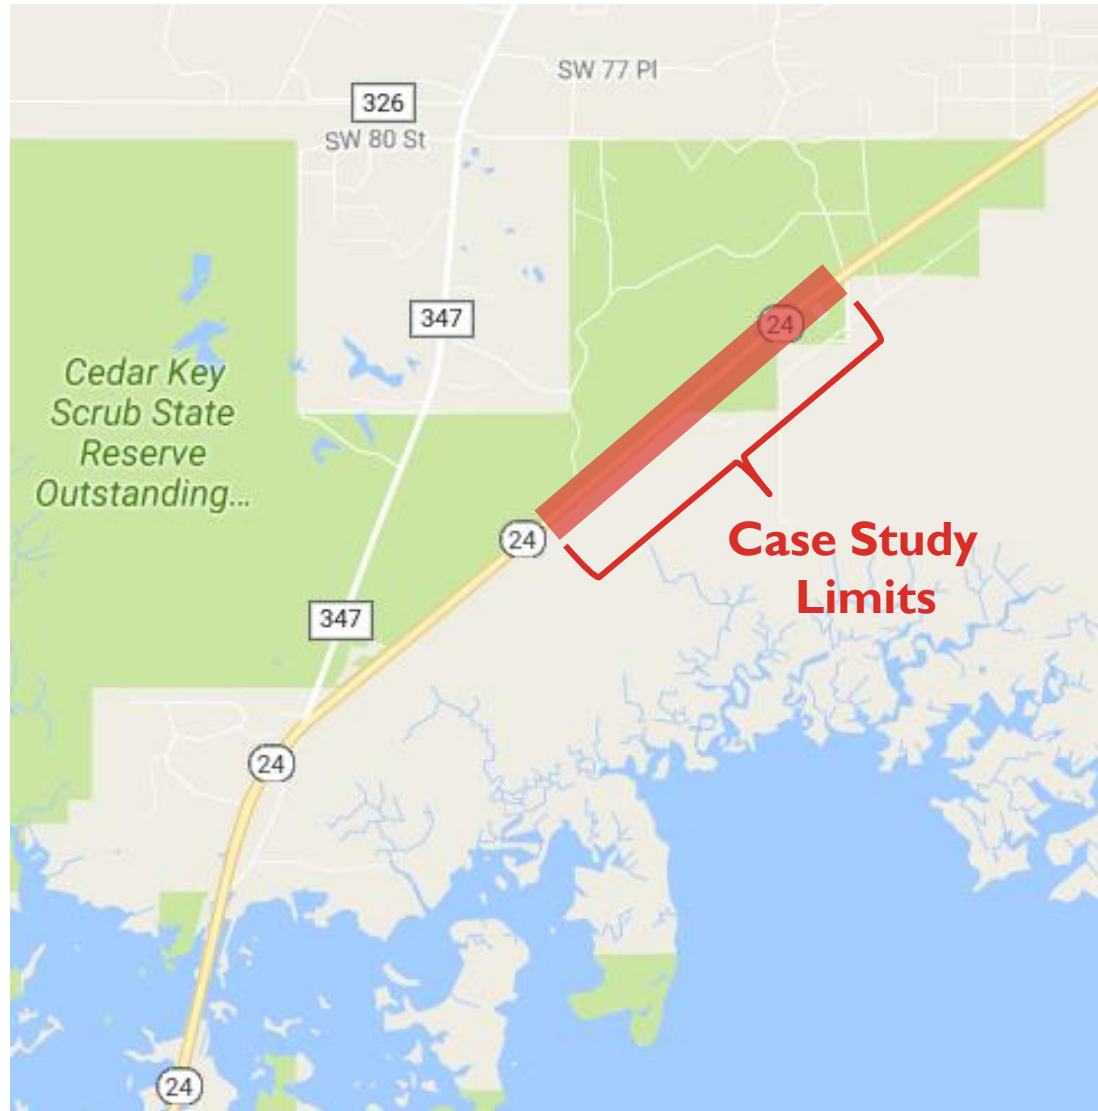 SW 77 Pl
326
SW 80 St
347
24
Cedar Key
Scrub State
Reserve
Outstanding...
24
Case Study
Limits
347
24
24